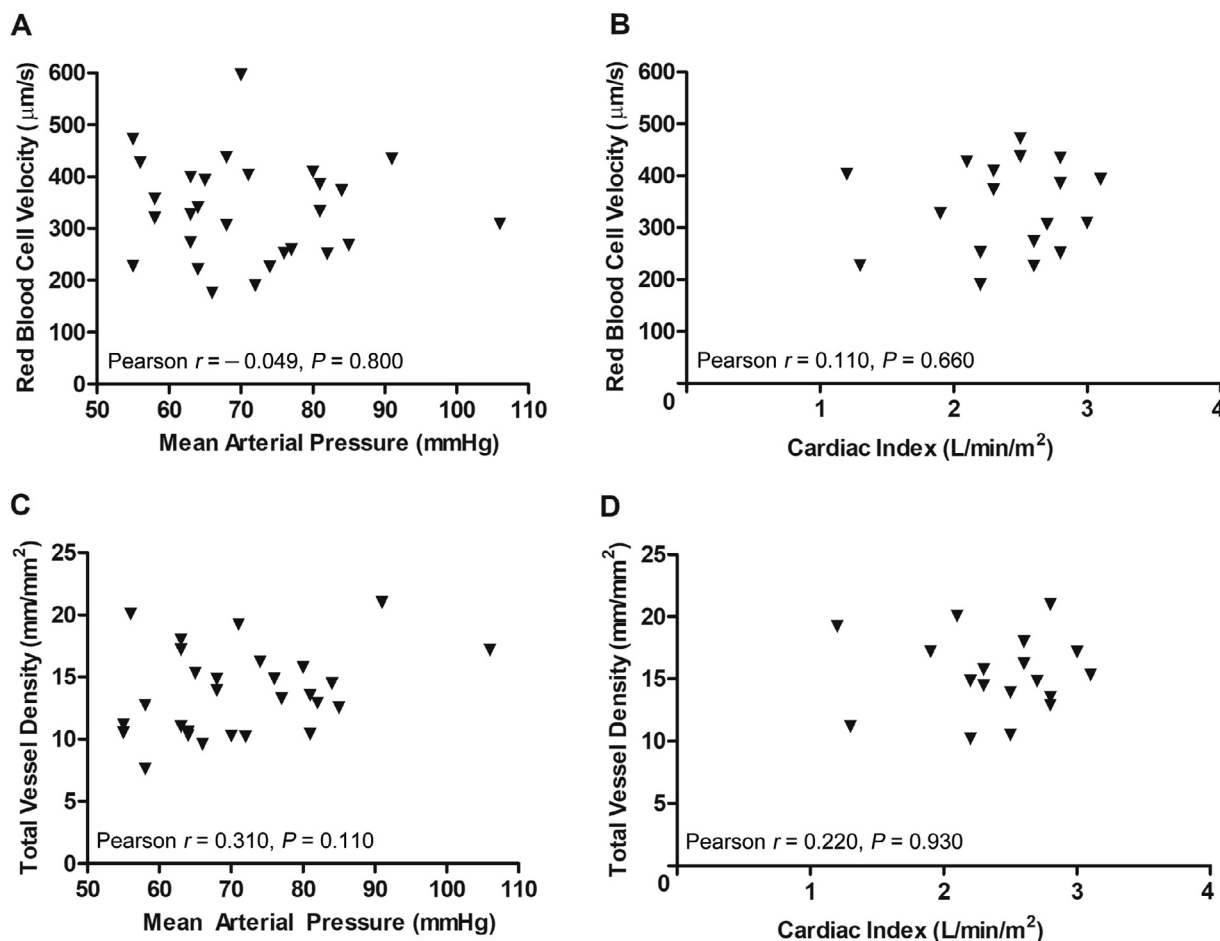 A
Red Blood Cell Velocity (μm/s)
600
500
400
300
200
100
0
Pearson r = – 0.049, P = 0.800
50 60 70 80 90 100 110
Mean Arterial Pressure (mmHg)
B
Red Blood Cell Velocity (μm/s)
600
500
400
300
200
100
0
Pearson r = 0.110, P = 0.660
1 2 3 4
Cardiac Index (L/min/m²)
C
Total Vessel Density (mm/mm²)
25
20
15
10
5
0
Pearson r = 0.310, P = 0.110
50 60 70 80 90 100 110
Mean Arterial Pressure (mmHg)
D
Total Vessel Density (mm/mm²)
25
20
15
10
5
0
Pearson r = 0.220, P = 0.930
1 2 3 4
Cardiac Index (L/min/m²)